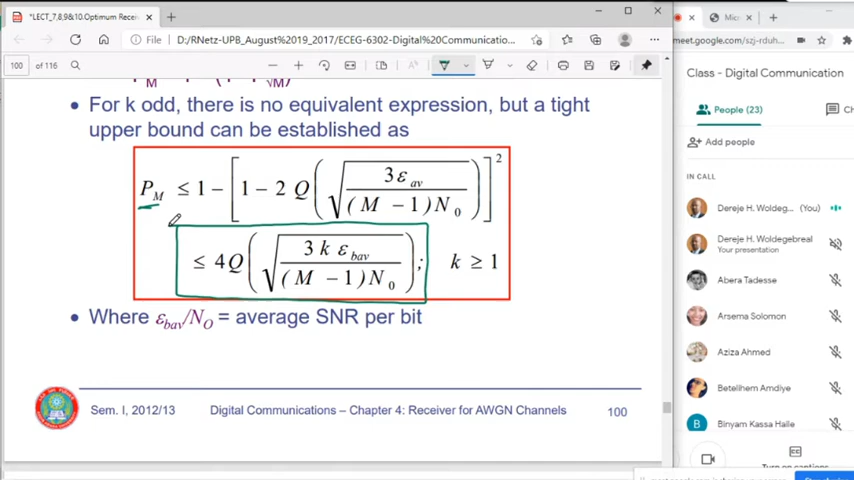 *LECT_7,8,9&10.Optimum Receiver
File
D:/RNetz-UPB_August%2019_2017/ECEG-6302-Digital%20Communicatio...
100 of 116
• For k odd, there is no equivalent expression, but a tight
upper bound can be established as
P_M ≤ 1 − [1 − 2 Q(√(3ε_av / (M − 1)N_0))]^2
≤ 4Q(√(3 k ε_bav / (M − 1)N_0)); k ≥ 1
• Where ε_bav/N_O = average SNR per bit
Sem. I, 2012/13
Digital Communications – Chapter 4: Receiver for AWGN Channels
100
meet.google.com/szj-rduh
Class - Digital Communication
People (23)
Ch
Add people
IN CALL
Dereje H. Woldeg... (You)
Dereje H. Woldegebreal
Your presentation
Abera Tadesse
Arsema Solomon
Aziza Ahmed
Betelihem Amdiye
B
Binyam Kassa Halle
Turn on captions